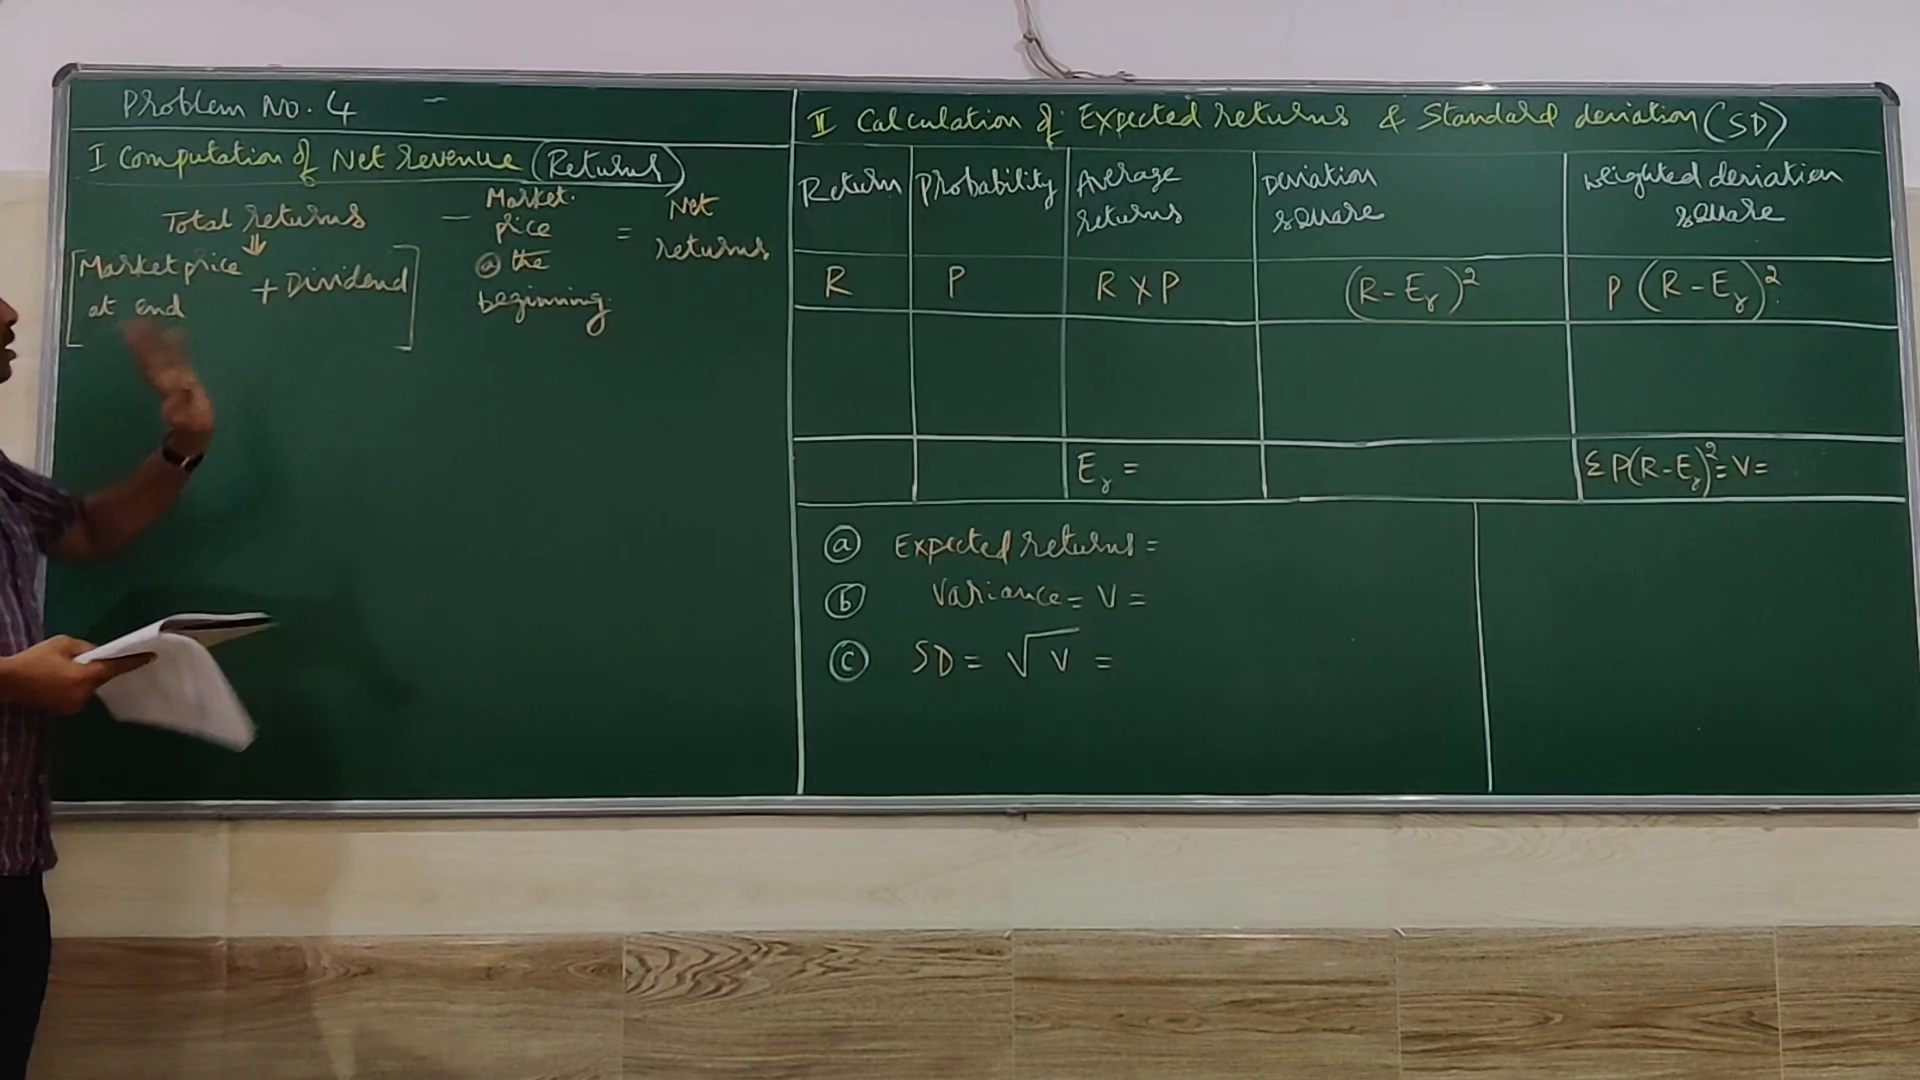 Problem No. 4 -
I Computation of Net revenue (Returns)
Total returns - Market price @ the beginning = Net returns
⇓
[Market price at end + Dividend]
II Calculation of Expected returns & Standard deviation (SD)
Return Probability Average returns Deviation square Weighted deviation square
R P R X P (R - Eᵣ)² P (R - Eᵣ)²
Eᵣ = Σ P(R - Eᵣ)² = V =
(a) Expected returns =
(b) Variance = V =
(c) SD = √V =